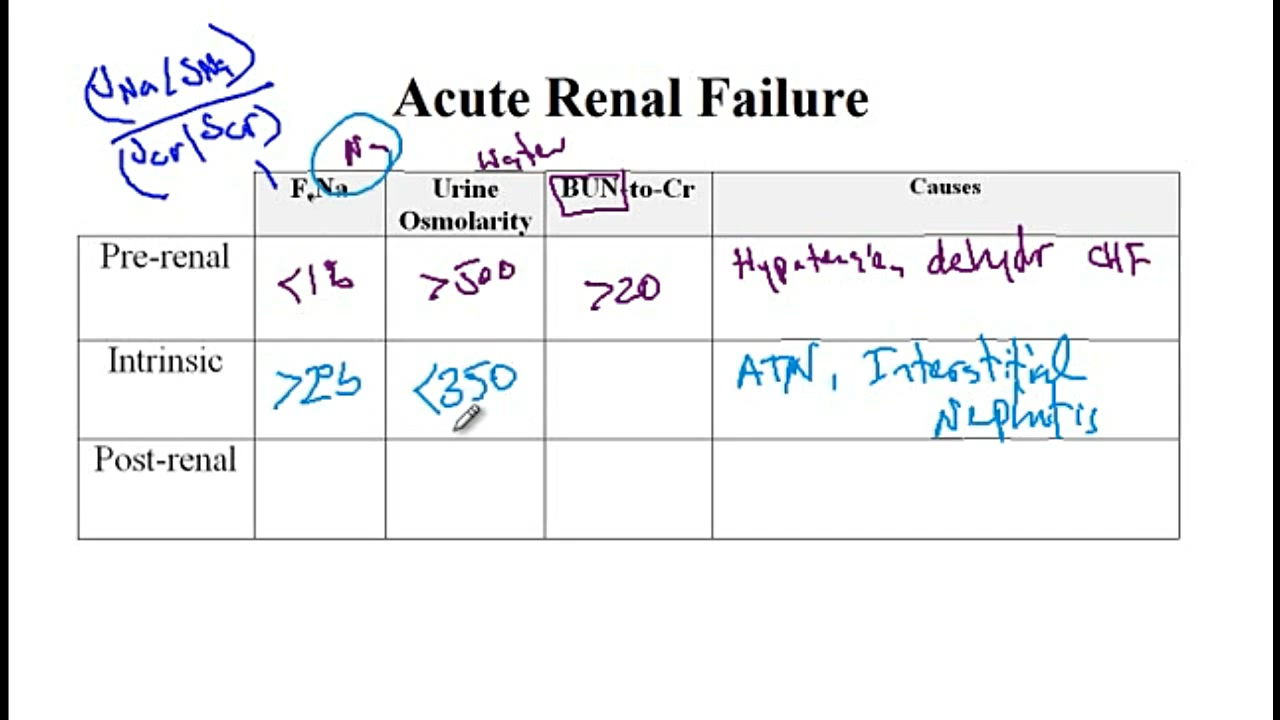 (UNa/SNa)
(Ucr/Scr)
Acute Renal Failure
Na
Water
FeNa
Urine Osmolarity
BUN-to-Cr
Causes
Pre-renal
<1%
>500
>20
Hypotension, dehydr CHF
Intrinsic
>2%
<350
ATN, Interstitial
Nephritis
Post-renal